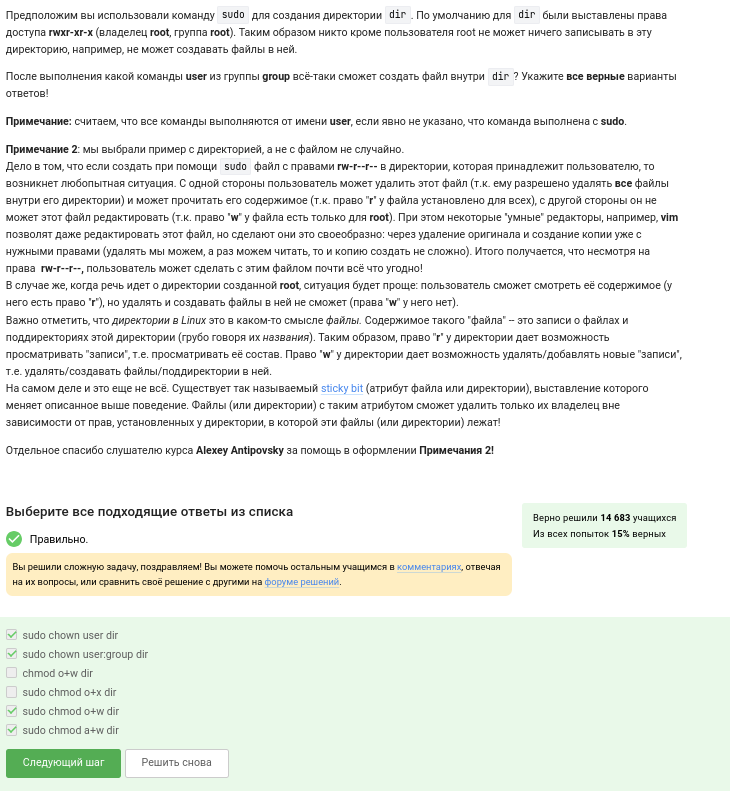 Предположим вы использовали команду sudo для создания директории dir. По умолчанию для dir были выставлены права
доступа rwxr-xr-x (владелец root, группа root). Таким образом никто кроме пользователя root не может ничего записывать в эту
директорию, например, не может создавать файлы в ней.
После выполнения какой команды user из группы group всё-таки сможет создать файл внутри dir? Укажите все верные варианты
ответов!
Примечание: считаем, что все команды выполняются от имени user, если явно не указано, что команда выполнена с sudo.
Примечание 2: мы выбрали пример с директорией, а не с файлом не случайно.
Дело в том, что если создать при помощи sudo файл с правами rw-r--r-- в директории, которая принадлежит пользователю, то
возникнет любопытная ситуация. С одной стороны пользователь может удалить этот файл (т.к. ему разрешено удалять все файлы
внутри его директории) и может прочитать его содержимое (т.к. право "r" у файла установлено для всех), с другой стороны он не
может этот файл редактировать (т.к. право "w" у файла есть только для root). При этом некоторые "умные" редакторы, например, vim
позволят даже редактировать этот файл, но сделают они это своеобразно: через удаление оригинала и создание копии уже с
нужными правами (удалять мы можем, а раз можем читать, то и копию создать не сложно). Итого получается, что несмотря на
права rw-r--r--, пользователь может сделать с этим файлом почти всё что угодно!
В случае же, когда речь идет о директории созданной root, ситуация будет проще: пользователь сможет смотреть её содержимое (у
него есть право "r"), но удалять и создавать файлы в ней не сможет (права "w" у него нет).
Важно отметить, что директории в Linux это в каком-то смысле файлы. Содержимое такого "файла" -- это записи о файлах и
поддиректориях этой директории (грубо говоря их названия). Таким образом, право "r" у директории дает возможность
просматривать "записи", т.е. просматривать её состав. Право "w" у директории дает возможность удалять/добавлять новые "записи",
т.е. удалять/создавать файлы/поддиректории в ней.
На самом деле и это еще не всё. Существует так называемый sticky bit (атрибут файла или директории), выставление которого
меняет описанное выше поведение. Файлы (или директории) с таким атрибутом сможет удалить только их владелец вне
зависимости от прав, установленных у директории, в которой эти файлы (или директории) лежат!
Отдельное спасибо слушателю курса Alexey Antipovsky за помощь в оформлении Примечания 2!
Выберите все подходящие ответы из списка
Верно решили 14 683 учащихся
Из всех попыток 15% верных
Правильно.
Вы решили сложную задачу, поздравляем! Вы можете помочь остальным учащимся в комментариях, отвечая
на их вопросы, или сравнить своё решение с другими на форуме решений.
sudo chown user dir
sudo chown user:group dir
chmod o+w dir
sudo chmod o+x dir
sudo chmod o+w dir
sudo chmod a+w dir
Следующий шаг
Решить снова